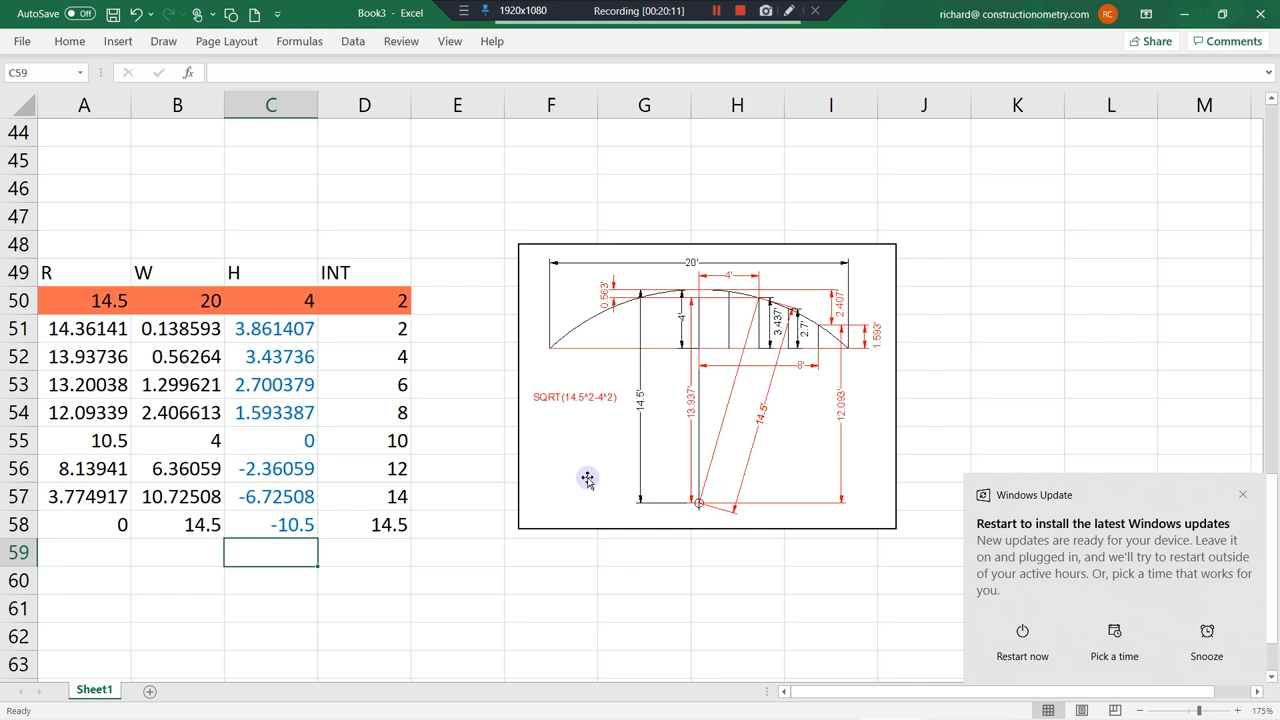 AutoSave Off
Book3 - Excel
1920x1080
Recording [00:20:11]
richard@ constructionometry.com
RC
File Home Insert Draw Page Layout Formulas Data Review View Help
Share
Comments
C59
fx
A B C D E F G H I J K L M
44
45
46
47
48
49 R W H INT
50 14.5 20 4 2
51 14.36141 0.138593 3.861407 2
52 13.93736 0.56264 3.43736 4
53 13.20038 1.299621 2.700379 6
54 12.09339 2.406613 1.593387 8
55 10.5 4 0 10
56 8.13941 6.36059 -2.36059 12
57 3.774917 10.72508 -6.72508 14
58 0 14.5 -10.5 14.5
59
60
61
62
63
20'
4'
0.563'
4'
3.437'
2.7'
2.407'
1.593'
8'
SQRT(14.5^2-4^2)
14.5'
13.937'
14.5'
12.093'
Windows Update
Restart to install the latest Windows updates
New updates are ready for your device. Leave it
on and plugged in, and we'll try to restart outside
of your active hours. Or, pick a time that works for
you.
Restart now
Pick a time
Snooze
Sheet1
Ready
175%